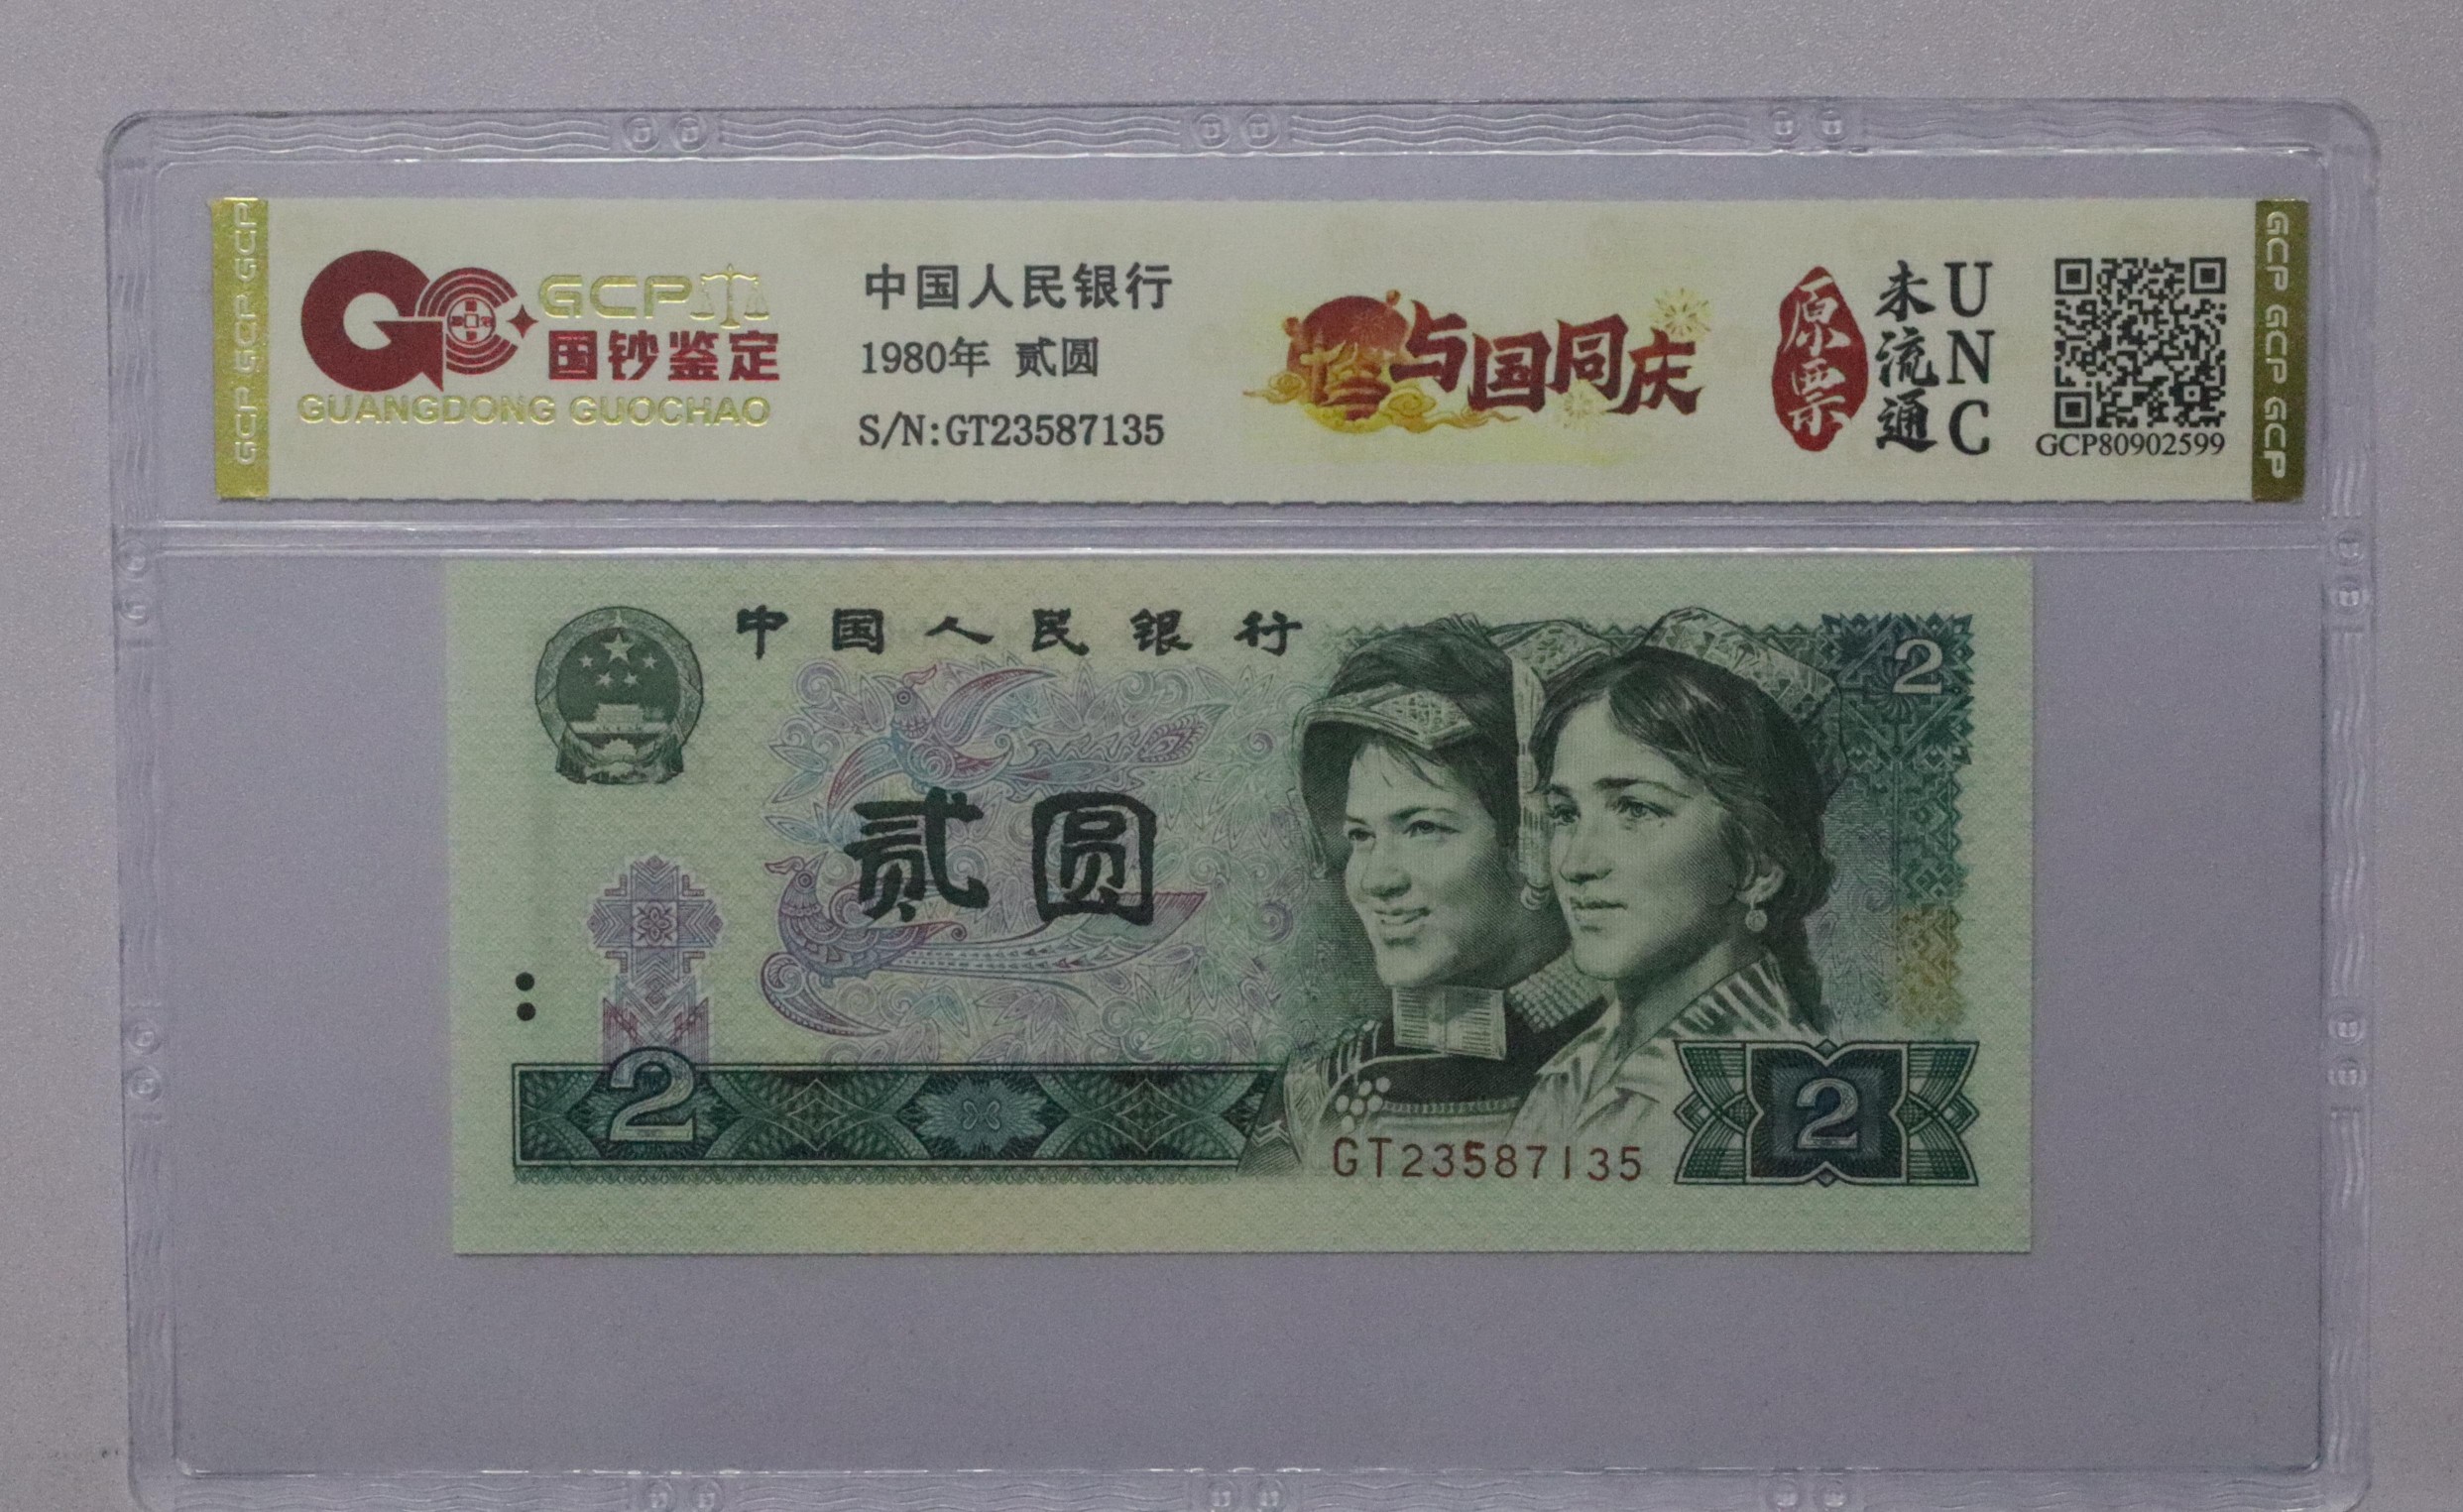 GCP GCP GCP
GCP
国钞鉴定
GUANGDONG GUOCHAO
中国人民银行
1980年 贰圆
S/N:GT23587135
与国同庆
原票
未流通
UNC
GCP80902599
GCP GCP GCP
中国人民银行
2
贰圆
2
GT23587135
2